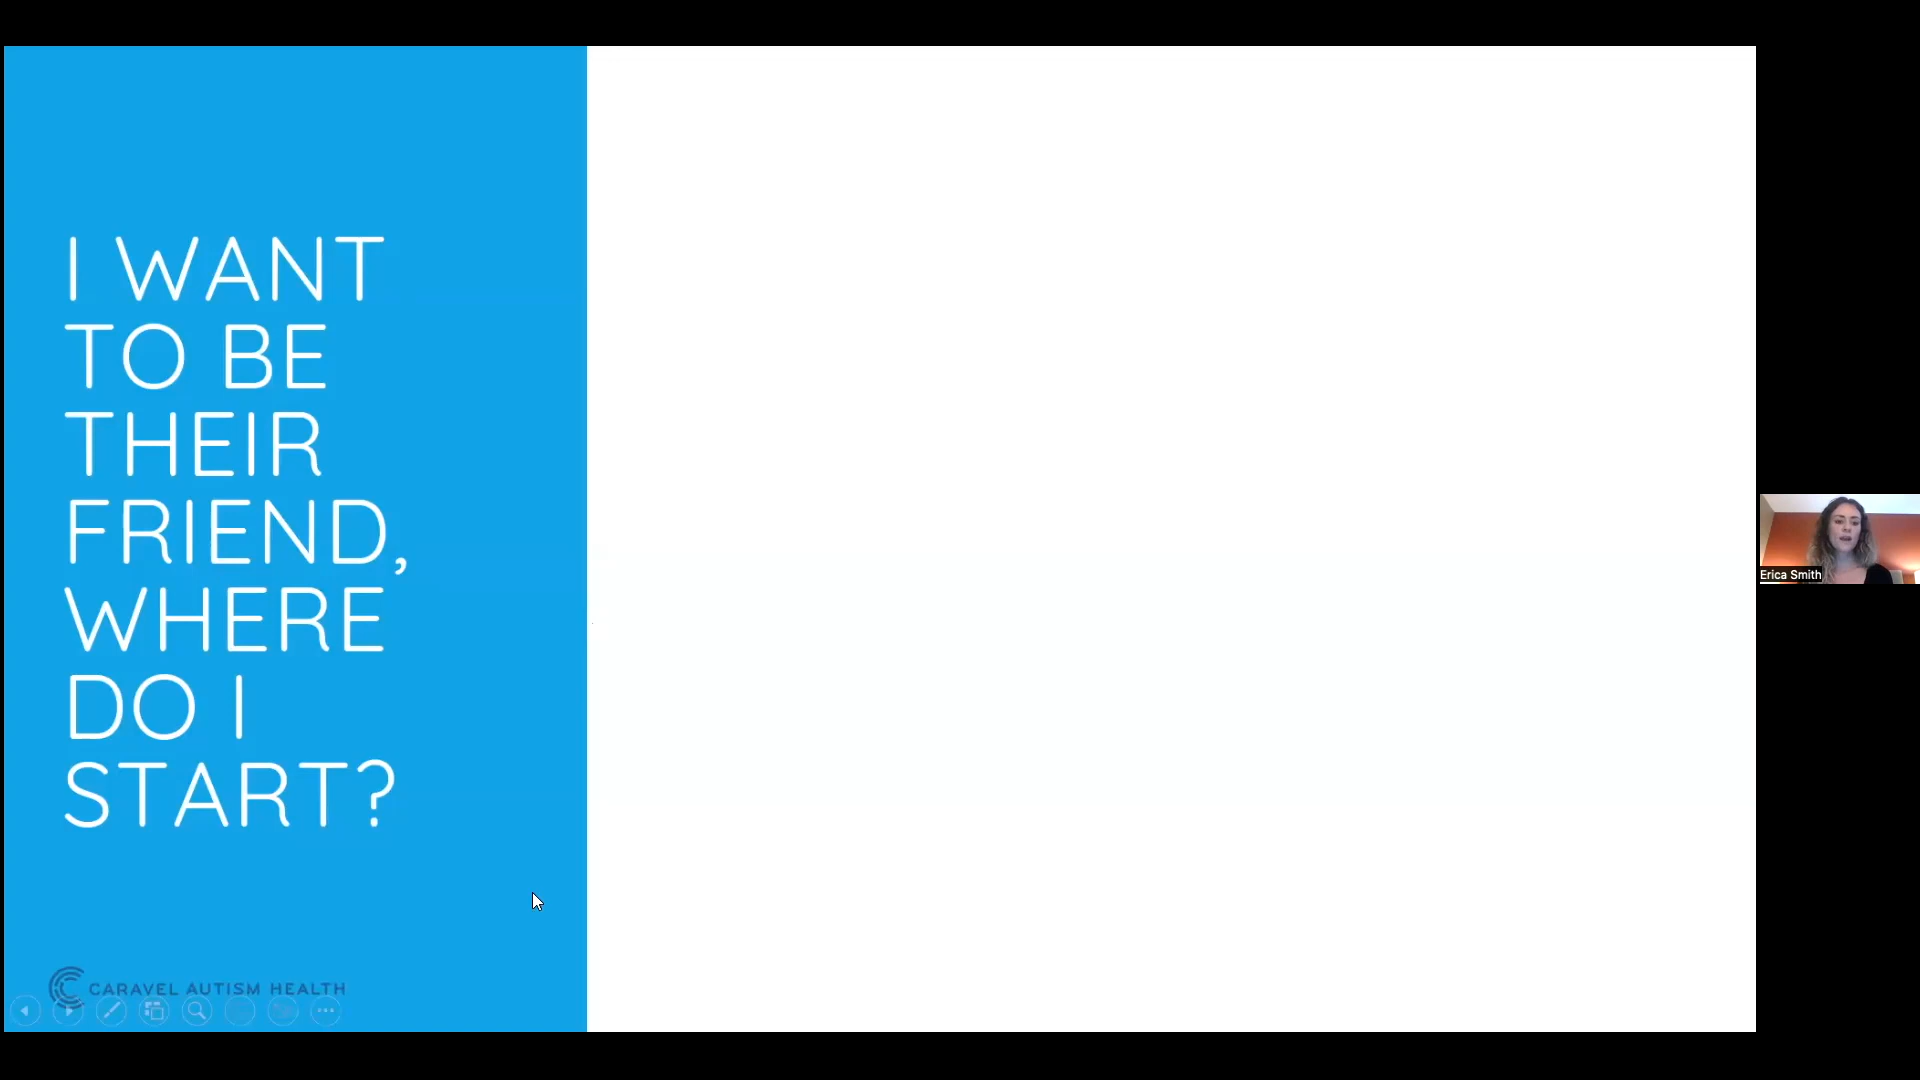 I WANT
TO BE
THEIR
FRIEND,
WHERE
DO I
START?
CARAVEL AUTISM HEALTH
Erica Smith